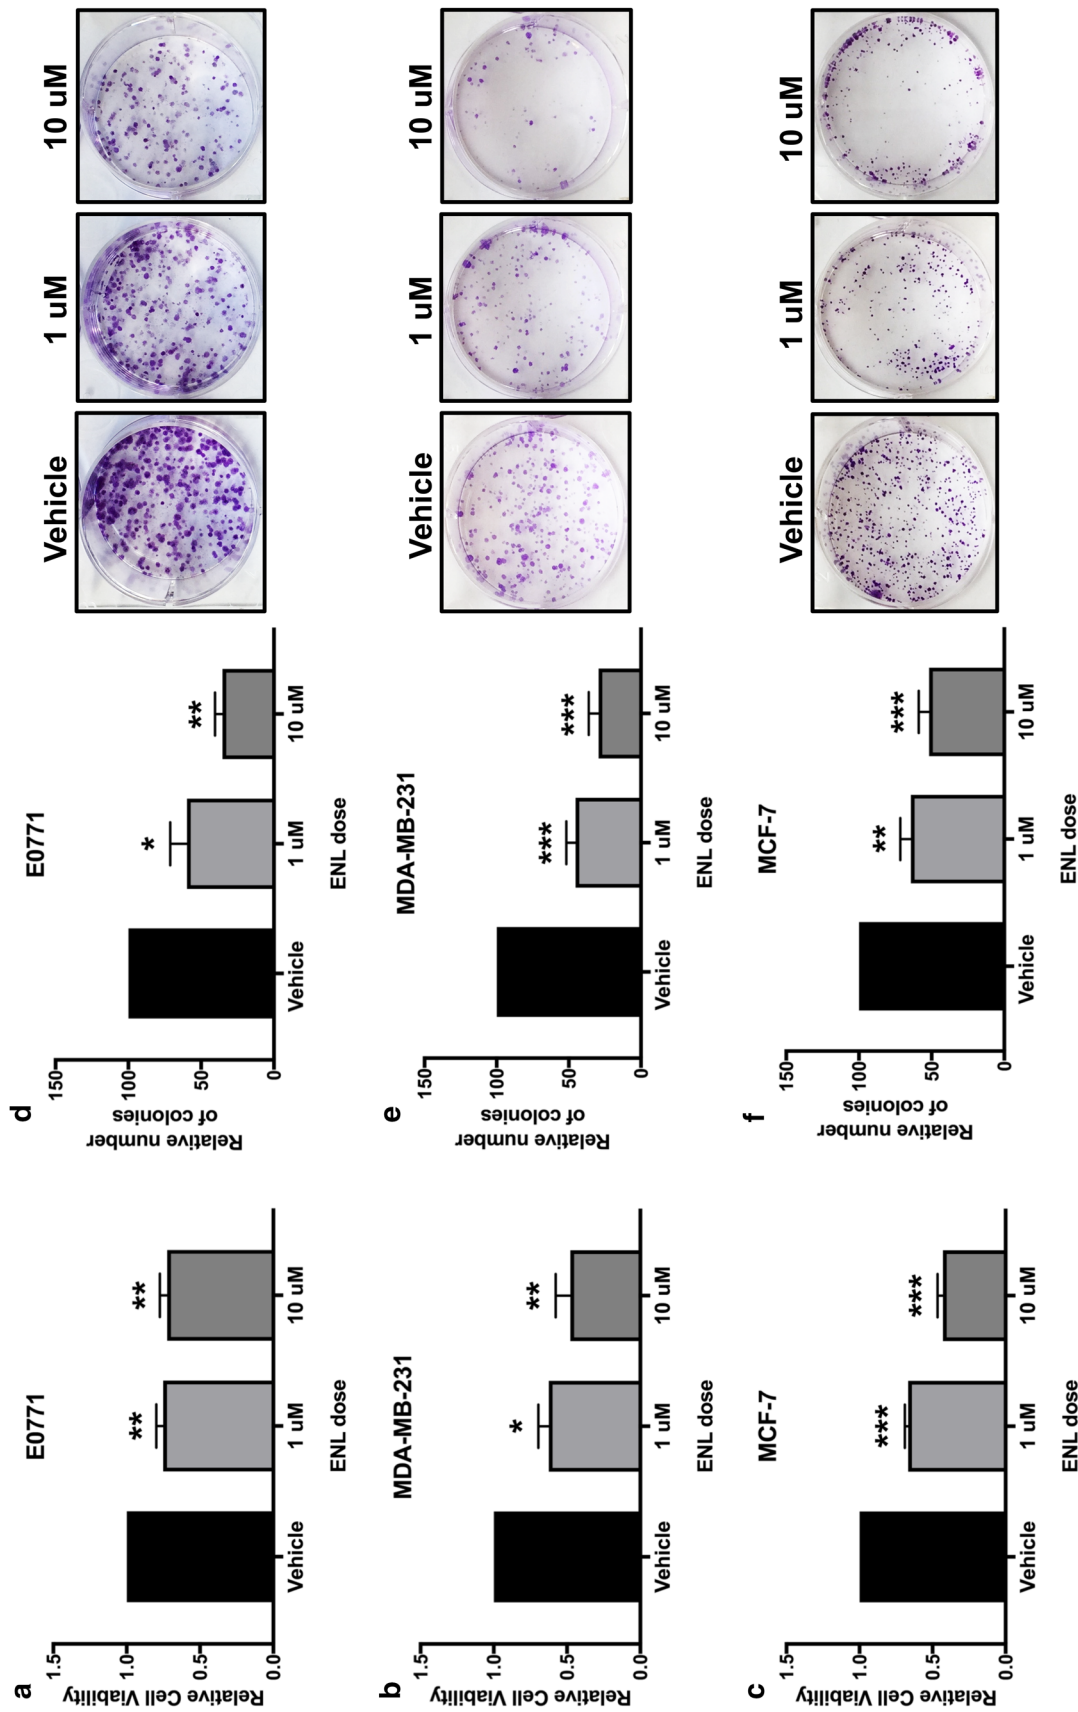 a
E0771
Relative Cell Viability
1.5
1.0
0.5
0.0
**
**
Vehicle
1 uM
10 uM
ENL dose
d
E0771
Relative number
of colonies
150
100
50
0
*
**
Vehicle
1 uM
10 uM
ENL dose
Vehicle
1 uM
10 uM
b
MDA-MB-231
Relative Cell Viability
1.5
1.0
0.5
0.0
*
**
Vehicle
1 uM
10 uM
ENL dose
e
MDA-MB-231
Relative number
of colonies
150
100
50
0
***
***
Vehicle
1 uM
10 uM
ENL dose
Vehicle
1 uM
10 uM
c
MCF-7
Relative Cell Viability
1.5
1.0
0.5
0.0
***
***
Vehicle
1 uM
10 uM
ENL dose
f
MCF-7
Relative number
of colonies
150
100
50
0
**
***
Vehicle
1 uM
10 uM
ENL dose
Vehicle
1 uM
10 uM